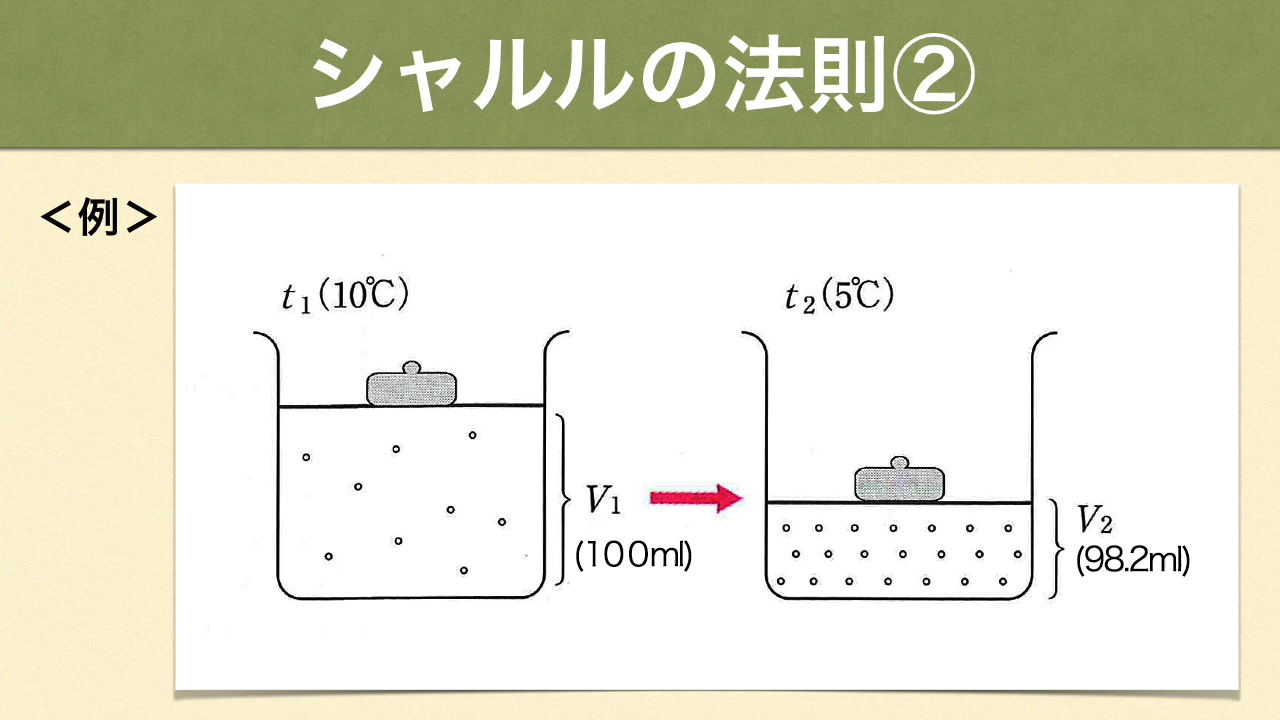 シャルルの法則②
＜例＞
t₁(10℃)
t₂(5℃)
V₁
(100ml)
V₂
(98.2ml)